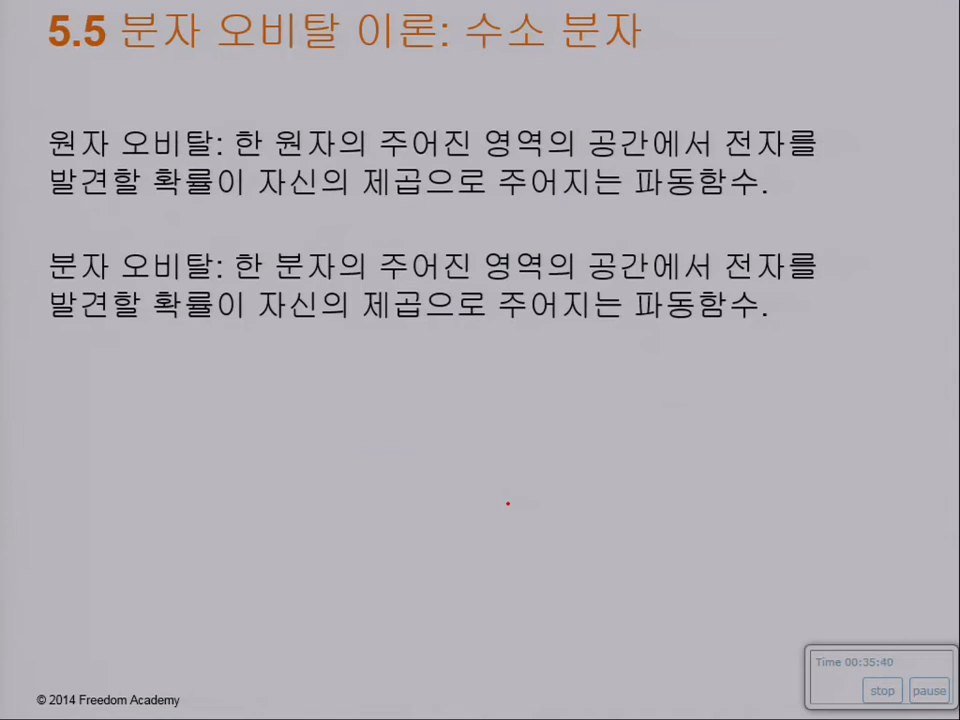 5.5 분자 오비탈 이론: 수소 분자
원자 오비탈: 한 원자의 주어진 영역의 공간에서 전자를
발견할 확률이 자신의 제곱으로 주어지는 파동함수.
분자 오비탈: 한 분자의 주어진 영역의 공간에서 전자를
발견할 확률이 자신의 제곱으로 주어지는 파동함수.
Time 00:35:40
stop pause
© 2014 Freedom Academy